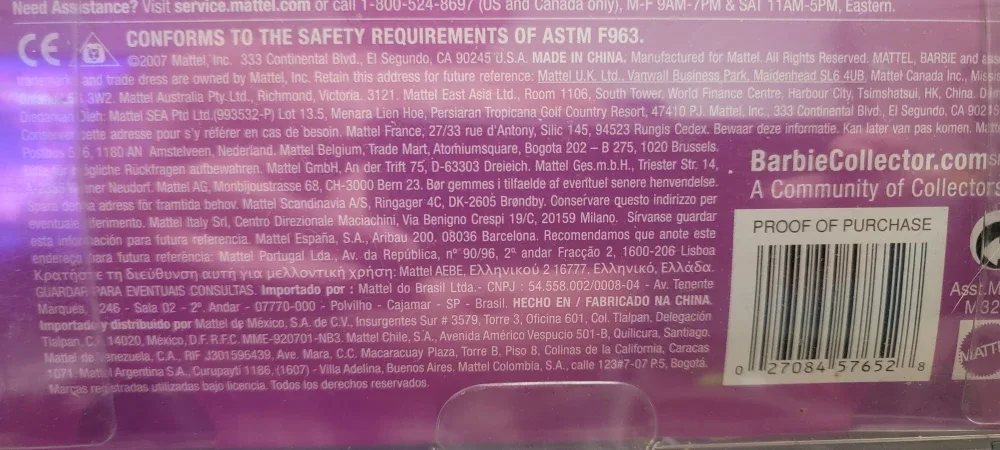 Need Assistance? Visit service.mattel.com or call 1-800-524-8697 (US and Canada only), M-F 9AM-7PM & SAT 11AM-5PM, Eastern.
CE CONFORMS TO THE SAFETY REQUIREMENTS OF ASTM F963.
©2007 Mattel, Inc. 333 Continental Blvd., El Segundo, CA 90245 U.S.A. MADE IN CHINA. Manufactured for Mattel. All Rights Reserved. MATTEL, BARBIE and
trademarks and trade dress are owned by Mattel, Inc. Retain this address for future reference: Mattel U.K. Ltd., Vanwall Business Park, Maidenhead SL6 4UB. Mattel Canada Inc.,
3W2. Mattel Australia Pty. Ltd., Richmond, Victoria. 3121. Mattel East Asia Ltd., Room 1106, South Tower, World Finance Centre, Harbour City, Tsimshatsui, HK, China.
Diedarkan Oleh: Mattel SEA Ptd Ltd.(993532-P) Lot 13.5, Menara Lien Hoe, Persiaran Tropicana Golf Country Resort, 47410 PJ. Mattel, Inc., 333 Continental Blvd., El Segundo, CA 90245
Conserver cette adresse pour s'y référer en cas de besoin. Mattel France, 27/33 rue d'Antony, Silic 145, 94523 Rungis Cedex. Bewaar deze informatie. Kan later van pas komen.
Postbus 576, 1180 AN Amstelveen, Nederland. Mattel Belgium, Trade Mart, Atomiumsquare, Bogota 202 – B 275, 1020 Brussels.
Bitte für mögliche Rückfragen aufbewahren. Mattel GmbH, An der Trift 75, D-63303 Dreieich. Mattel Ges.m.b.H., Triester Str. 14,
Wiener Neudorf. Mattel AG, Monbijoustrasse 68, CH-3000 Bern 23. Bør gemmes i tilfaelde af eventuel senere henvendelse.
Spara denna adress för framtida behov. Mattel Scandinavia A/S, Ringager 4C, DK-2605 Brøndby. Conservare questo indirizzo per
eventuale riferimento. Mattel Italy Srl, Centro Direzionale Maciachini, Via Benigno Crespi 19/C, 20159 Milano. Sírvanse guardar
esta información para futura referencia. Mattel España, S.A., Aribau 200. 08036 Barcelona. Recomendamos que anote este
endereço para futura referência: Mattel Portugal Lda., Av. da República, nº 90/96, 2º andar Fracção 2, 1600-206 Lisboa
Κρατήστε τη διεύθυνση αυτή για μελλοντική χρήση: Mattel AEBE, Ελληνικού 2 16777, Ελληνικό, Ελλάδα.
GUARDAR PARA EVENTUAIS CONSULTAS. Importado por : Mattel do Brasil Ltda.- CNPJ : 54.558.002/0008-04 - Av. Tenente
Marques, 246 - Sala 02 - 2º. Andar - 07770-000 - Polvilho - Cajamar - SP - Brasil. HECHO EN / FABRICADO NA CHINA.
Importado y distribuido por Mattel de México, S.A. de C.V., Insurgentes Sur # 3579, Torre 3, Oficina 601, Col. Tlalpan, Delegación
Tlalpan, C.P. 14020, México, D.F. R.F.C. MME-920701-NB3. Mattel Chile, S.A., Avenida Américo Vespucio 501-B, Quilicura, Santiago.
Mattel de Venezuela, C.A., RIF J301596439, Ave. Mara, C.C. Macaracuay Plaza, Torre B, Piso 8, Colinas de la California, Caracas
1071. Mattel Argentina S.A., Curupaytí 1186, (1607) - Villa Adelina, Buenos Aires. Mattel Colombia, S.A., calle 123#7-07 P.5, Bogotá.
Marcas registradas utilizadas bajo licencia. Todos los derechos reservados.
BarbieCollector.com
A Community of Collectors
PROOF OF PURCHASE
0 27084 57652 8
Asst.
MATTEL